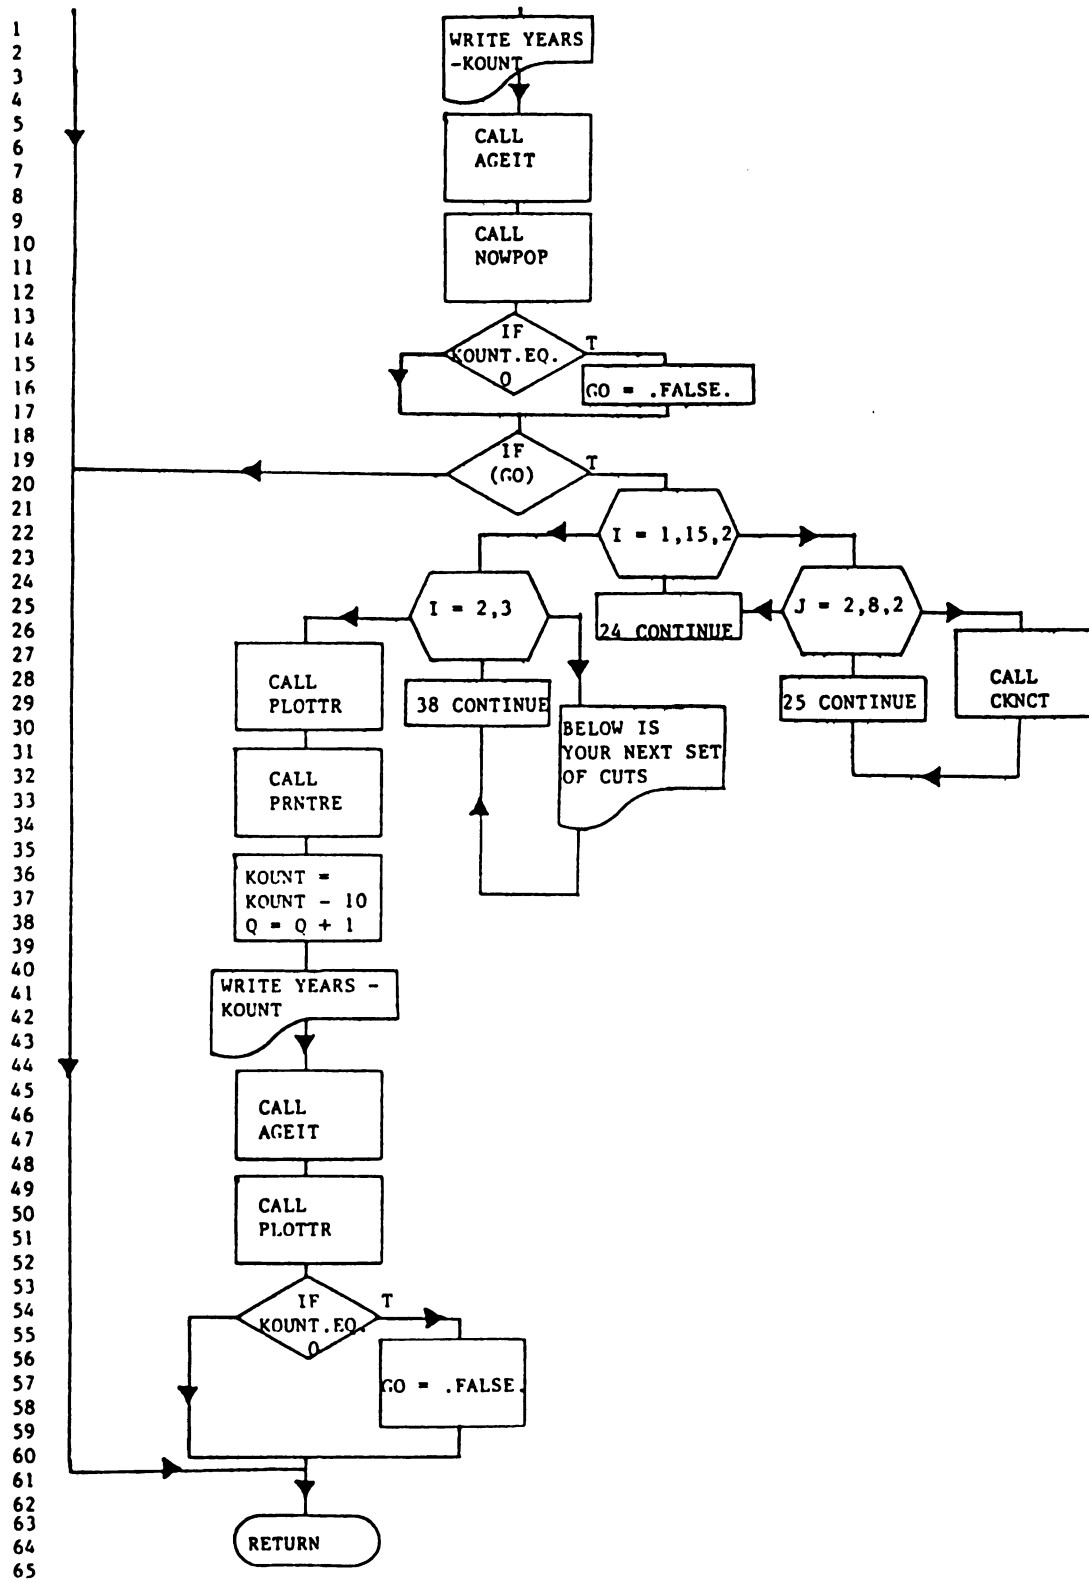 1
2
3
4
5
6
7
8
9
10
11
12
13
14
15
16
17
18
19
20
21
22
23
24
25
26
27
28
29
30
31
32
33
34
35
36
37
38
39
40
41
42
43
44
45
46
47
48
49
50
51
52
53
54
55
56
57
58
59
60
61
62
63
64
65
WRITE YEARS
-KOUNT
CALL
AGEIT
CALL
NOWPOP
IF
KOUNT.EQ.
0
T
GO = .FALSE.
IF
(GO)
T
I = 1,15,2
I = 2,3
24 CONTINUE
J = 2,8,2
CALL
PLOTTR
38 CONTINUE
BELOW IS
YOUR NEXT SET
OF CUTS
25 CONTINUE
CALL
CKNCT
CALL
PRNTRE
KOUNT =
KOUNT - 10
Q = Q + 1
WRITE YEARS -
KOUNT
CALL
AGEIT
CALL
PLOTTR
IF
KOUNT.EQ.
0
T
GO = .FALSE.
RETURN